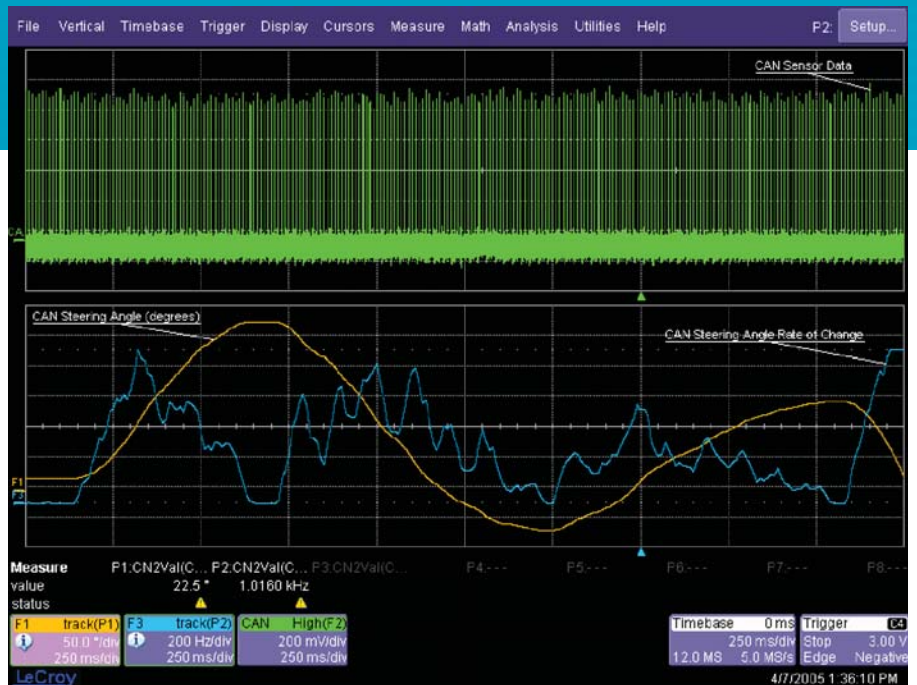 File Vertical Timebase Trigger Display Cursors Measure Math Analysis Utilities Help P2: Setup...
CAN Sensor Data
CA
CAN Steering Angle (degrees)
CAN Steering Angle Rate of Change
F1
F3
Measure P1:CN2Val(C... P2:CN2Val(C... P3:CN2Val(C... P4:--- P5:--- P6:--- P7:--- P8:---
value 22.5 ° 1.0160 kHz
status
F1 track(P1) F3 track(P2) CAN High(F2) Timebase 0 ms Trigger C4
50.0 °/div 200 Hz/div 200 mV/div 250 ms/div Stop 3.00 V
250 ms/div 250 ms/div 250 ms/div 12.0 MS 5.0 MS/s Edge Negative
LeCroy 4/7/2005 1:36:10 PM